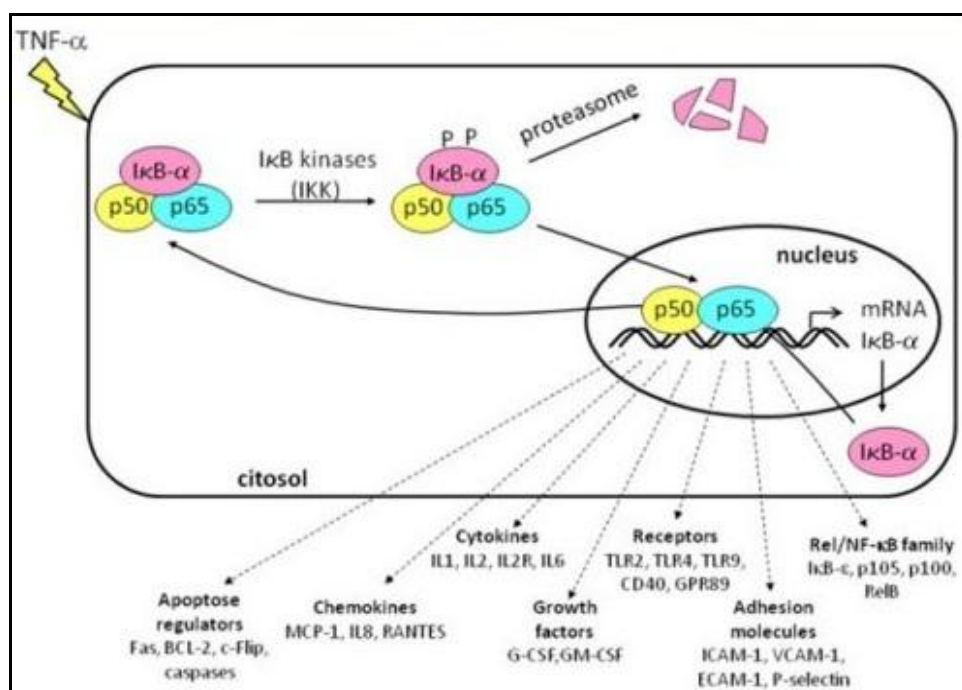 TNF-α
IκB-α
p50 p65
IκB kinases
(IKK)
P P
IκB-α
p50 p65
proteasome
nucleus
p50 p65
mRNA
IκB-α
IκB-α
citosol
Apoptose
regulators
Fas, BCL-2, c-Flip,
caspases
Chemokines
MCP-1, IL8, RANTES
Cytokines
IL1, IL2, IL2R, IL6
Growth
factors
G-CSF,GM-CSF
Receptors
TLR2, TLR4, TLR9,
CD40, GPR89
Adhesion
molecules
ICAM-1, VCAM-1,
ECAM-1, P-selectin
Rel/NF-κB family
IκB-ε, p105, p100,
RelB